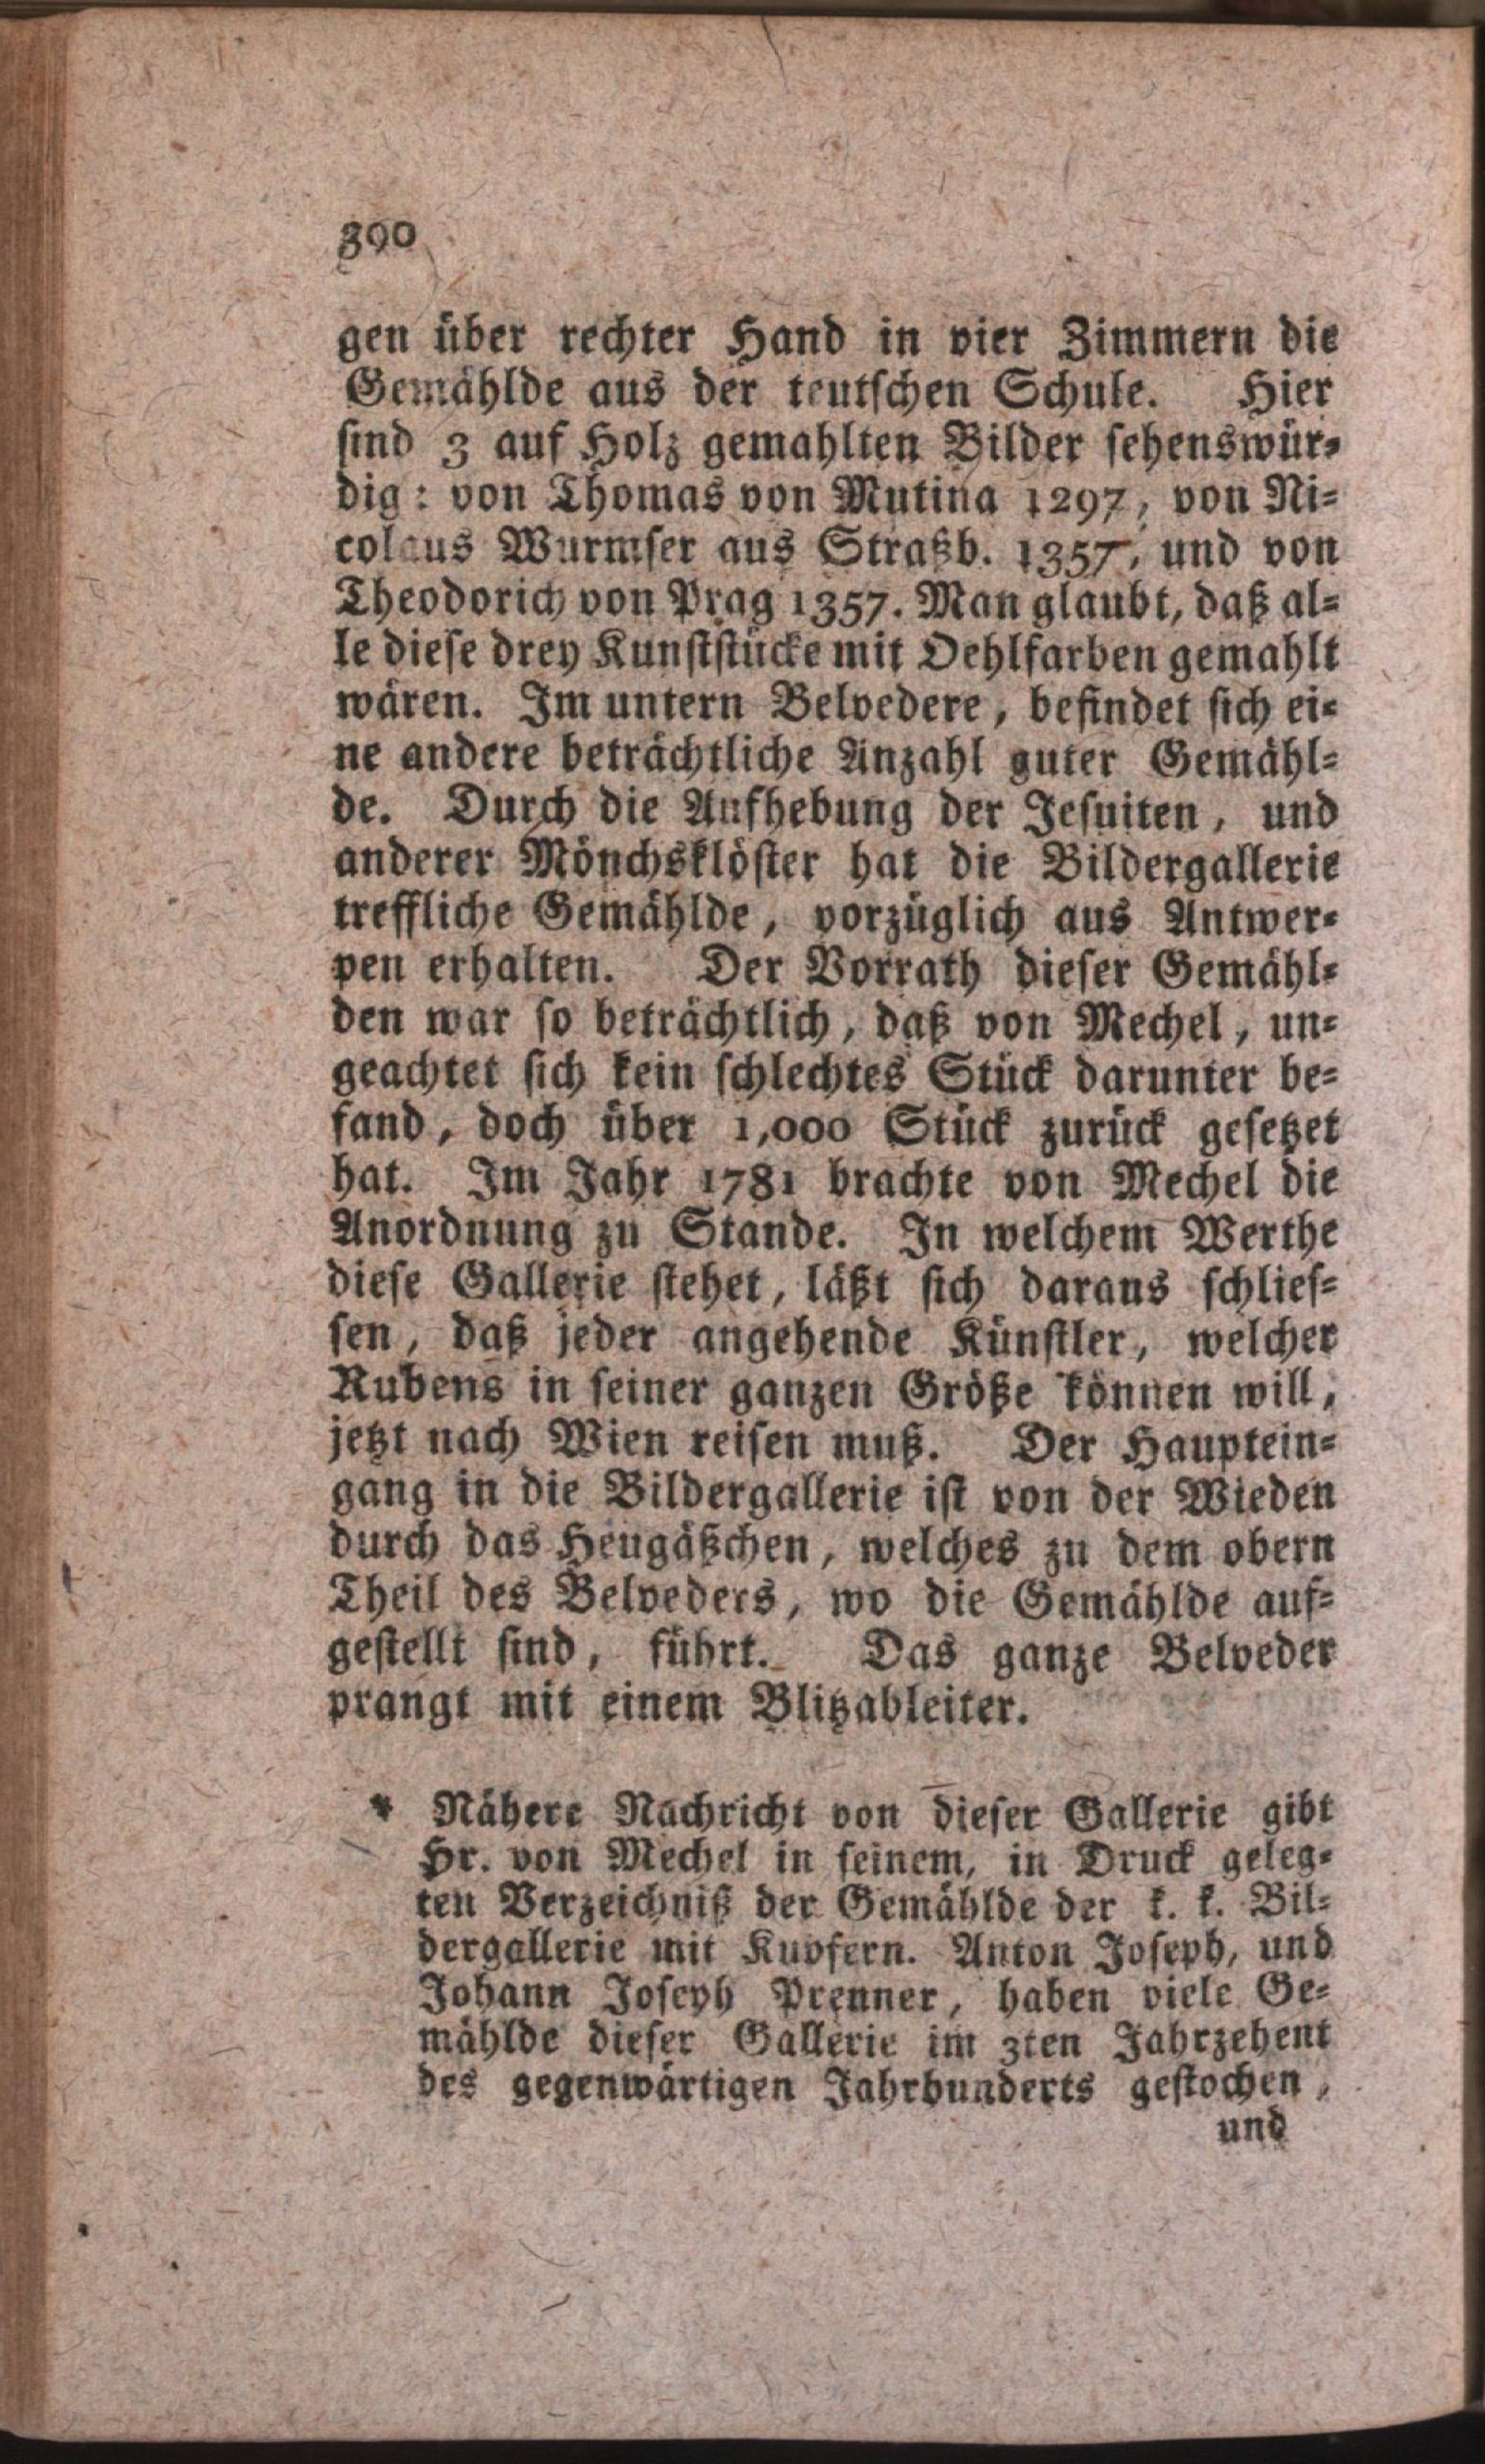 390
gen über rechter Hand in vier Zimmern die
Gemählde aus der teutschen Schule. Hier
sind 3 auf Holz gemahlten Bilder sehenswür=
dig: von Thomas von Mutina 1297, von Ni=
colaus Wurmser aus Straßb. 1357, und von
Theodorich von Prag 1357. Man glaubt, daß al=
le diese drey Kunststücke mit Oehlfarben gemahlt
wären. Im untern Belvedere, befindet sich ei=
ne andere beträchtliche Anzahl guter Gemähl=
de. Durch die Aufhebung der Jesuiten, und
anderer Mönchsklöster hat die Bildergallerie
treffliche Gemählde, vorzüglich aus Antwer=
pen erhalten. Der Vorrath dieser Gemähl=
den war so beträchtlich, daß von Mechel, un=
geachtet sich kein schlechtes Stück darunter be=
fand, doch über 1,000 Stück zurück gesetzet
hat. Im Jahr 1781 brachte von Mechel die
Anordnung zu Stande. In welchem Werthe
diese Gallerie stehet, läßt sich daraus schlies=
sen, daß jeder angehende Künstler, welcher
Rubens in seiner ganzen Größe können will,
jetzt nach Wien reisen muß. Der Hauptein=
gang in die Bildergallerie ist von der Wieden
durch das Heugäßchen, welches zu dem obern
Theil des Belveders, wo die Gemählde auf=
gestellt sind, führt. Das ganze Belveder
prangt mit einem Blitzableiter.
* Nähere Nachricht von dieser Gallerie gibt
Hr. von Mechel in seinem, in Druck geleg=
ten Verzeichniß der Gemählde der k. k. Bil=
dergallerie mit Kupfern. Anton Joseph, und
Johann Joseph Prenner, haben viele Ge=
mählde dieser Gallerie im 3ten Jahrzehent
des gegenwärtigen Jahrhunderts gestochen,
und